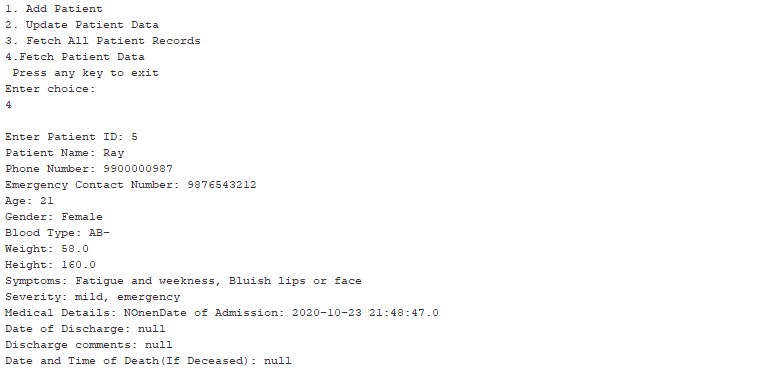 1. Add Patient
2. Update Patient Data
3. Fetch All Patient Records
4.Fetch Patient Data
Press any key to exit
Enter choice:
4
Enter Patient ID: 5
Patient Name: Ray
Phone Number: 9900000987
Emergency Contact Number: 9876543212
Age: 21
Gender: Female
Blood Type: AB-
Weight: 58.0
Height: 160.0
Symptoms: Fatigue and weekness, Bluish lips or face
Severity: mild, emergency
Medical Details: NOnenDate of Admission: 2020-10-23 21:48:47.0
Date of Discharge: null
Discharge comments: null
Date and Time of Death(If Deceased): null